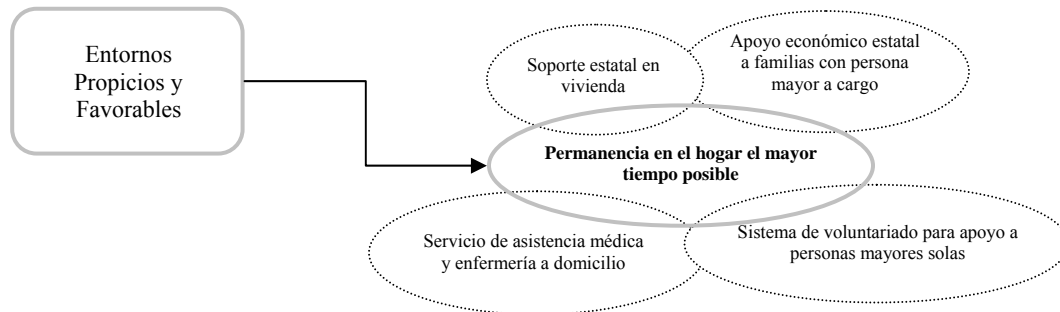 Entornos
Propicios y
Favorables
Soporte estatal en
vivienda
Apoyo económico estatal
a familias con persona
mayor a cargo
Permanencia en el hogar el mayor
tiempo posible
Servicio de asistencia médica
y enfermería a domicilio
Sistema de voluntariado para apoyo a
personas mayores solas